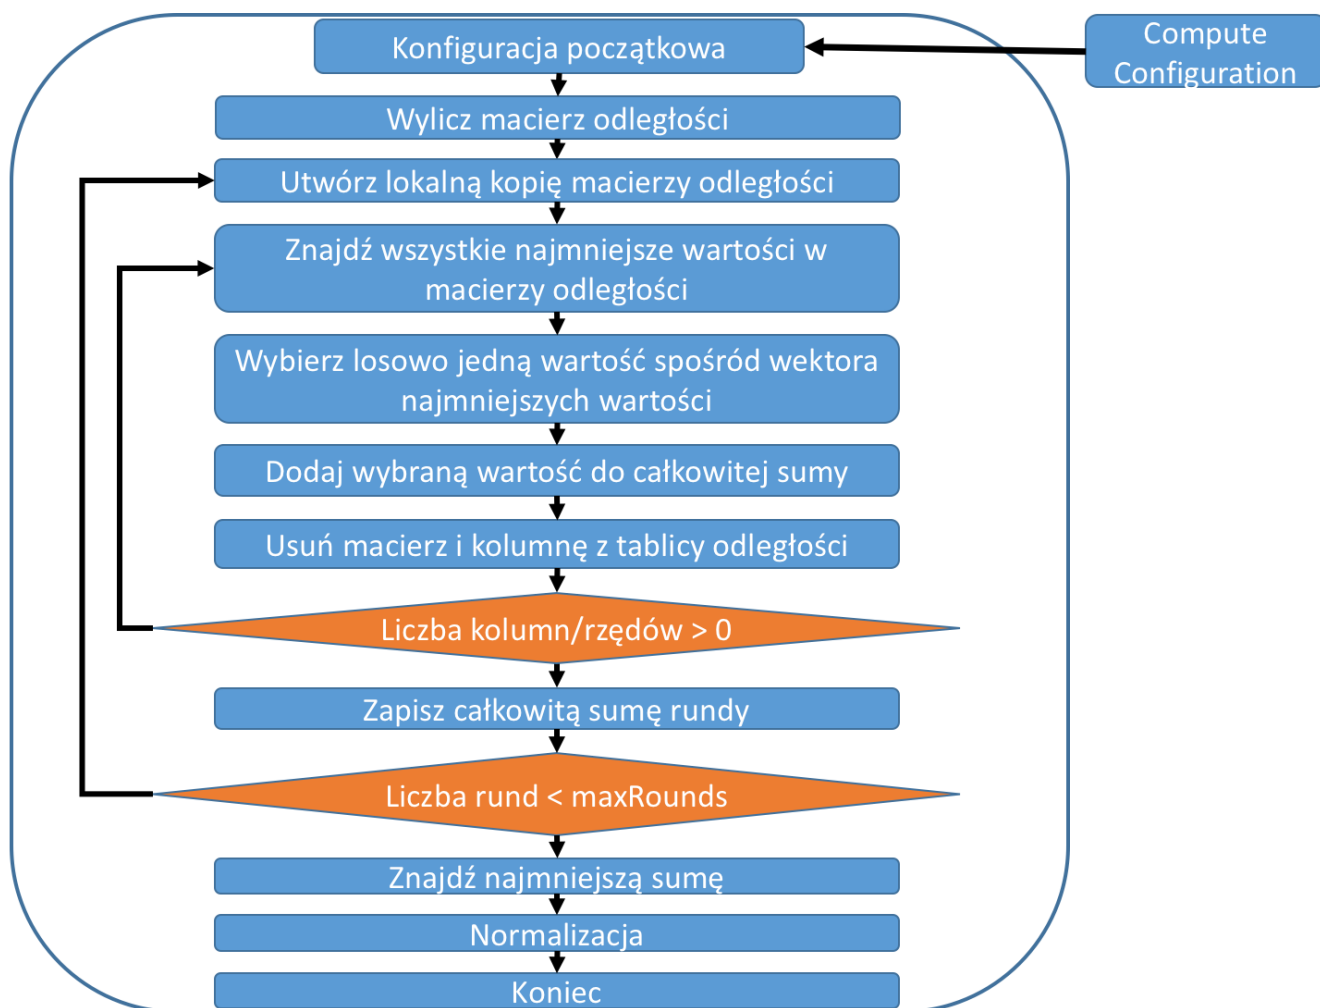 Konfiguracja początkowa
Compute
Configuration
Wylicz macierz odległości
Utwórz lokalną kopię macierzy odległości
Znajdź wszystkie najmniejsze wartości w
macierzy odległości
Wybierz losowo jedną wartość spośród wektora
najmniejszych wartości
Dodaj wybraną wartość do całkowitej sumy
Usuń macierz i kolumnę z tablicy odległości
Liczba kolumn/rzędów > 0
Zapisz całkowitą sumę rundy
Liczba rund < maxRounds
Znajdź najmniejszą sumę
Normalizacja
Koniec